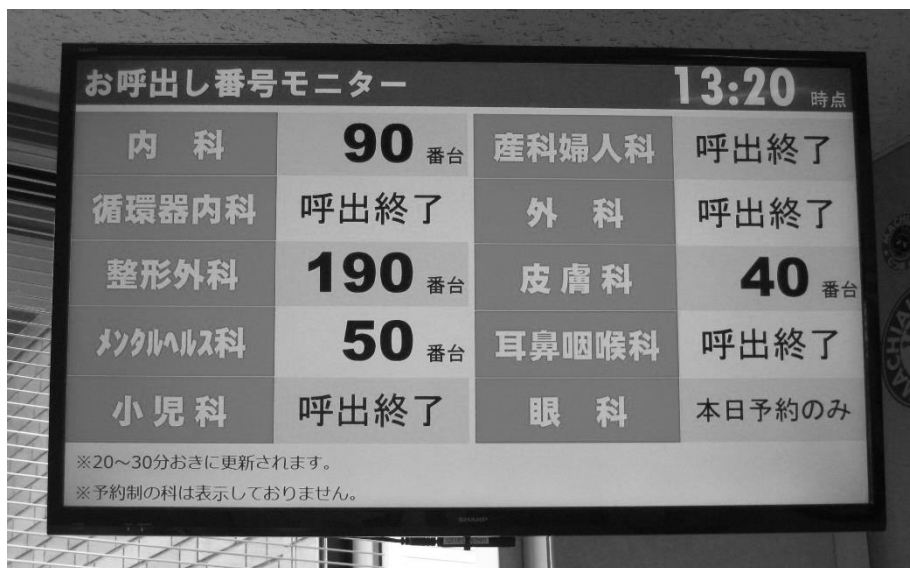 お呼出し番号モニター 13:20 時点
内科 90 番台 産科婦人科 呼出終了
循環器内科 呼出終了 外科 呼出終了
整形外科 190 番台 皮膚科 40 番台
メンタルヘルス科 50 番台 耳鼻咽喉科 呼出終了
小児科 呼出終了 眼科 本日予約のみ
※20～30分おきに更新されます。
※予約制の科は表示しておりません。
SHARP